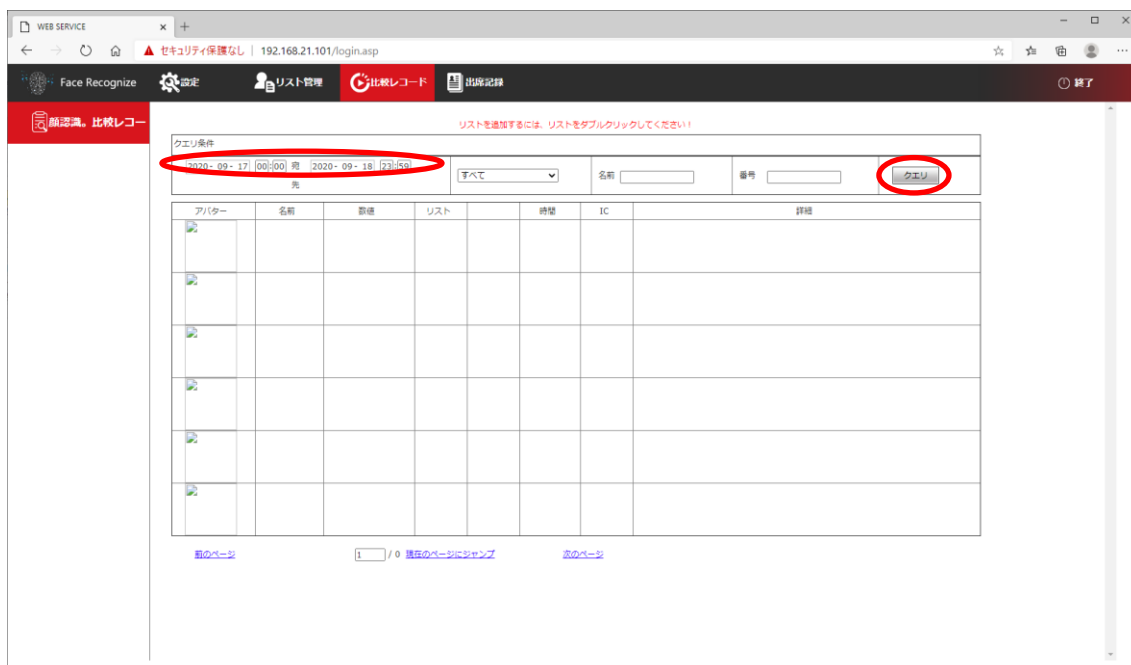 WEB SERVICE
セキュリティ保護なし | 192.168.21.101/login.asp
Face Recognize 設定 リスト管理 比較レコード 出席記録 終了
顔認識。比較レコー
リストを追加するには、リストをダブルクリックしてください!
クエリ条件
2020- 09- 17 00:00 宛 2020- 09- 18 23:59 すべて 名前 番号 クエリ
先
アバター 名前 数値 リスト 時間 IC 詳細
前のページ 1 / 0 現在のページにジャンプ 次のページ